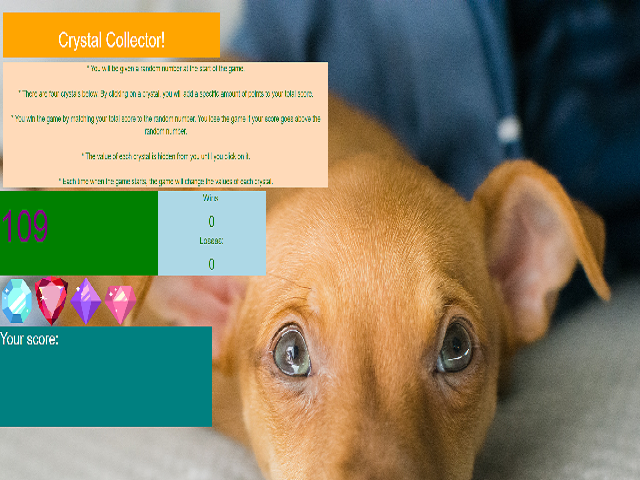 Crystal Collector!
* You will be given a random number at the start of the game.
* There are four crystals below. By clicking on a crystal, you will add a specific amount of points to your total score.
* You win the game by matching your total score to the random number. You lose the game if your score goes above the
random number.
* The value of each crystal is hidden from you until you click on it.
* Each time when the game starts, the game will change the values of each crystal.
109
Wins:
0
Losses:
0
Your score: